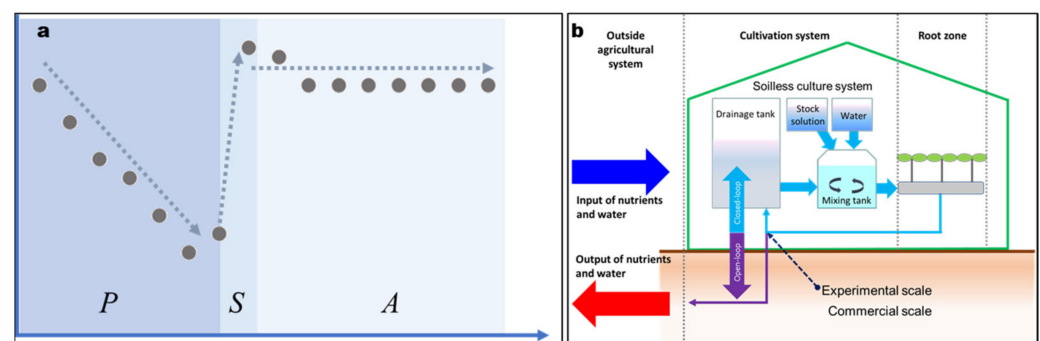 a
P
S
A
b
Outside
agricultural
system
Cultivation system
Root zone
Soilless culture system
Drainage tank
Stock
solution
Water
Mixing tank
Closed-loop
Open-loop
Input of nutrients
and water
Output of nutrients
and water
Experimental scale
Commercial scale